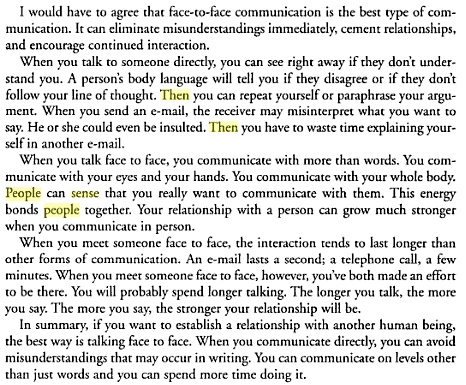 I would have to agree that face-to-face communication is the best type of com-
munication. It can eliminate misunderstandings immediately, cement relationships,
and encourage continued interaction.
When you talk to someone directly, you can see right away if they don't under-
stand you. A person's body language will tell you if they disagree or if they don't
follow your line of thought. Then you can repeat yourself or paraphrase your argu-
ment. When you send an e-mail, the receiver may misinterpret what you want to
say. He or she could even be insulted. Then you have to waste time explaining your-
self in another e-mail.
When you talk face to face, you communicate with more than words. You com-
municate with your eyes and your hands. You communicate with your whole body.
People can sense that you really want to communicate with them. This energy
bonds people together. Your relationship with a person can grow much stronger
when you communicate in person.
When you meet someone face to face, the interaction tends to last longer than
other forms of communication. An e-mail lasts a second; a telephone call, a few
minutes. When you meet someone face to face, however, you've both made an effort
to be there. You will probably spend longer talking. The longer you talk, the more
you say. The more you say, the stronger your relationship will be.
In summary, if you want to establish a relationship with another human being,
the best way is talking face to face. When you communicate directly, you can avoid
misunderstandings that may occur in writing. You can communicate on levels other
than just words and you can spend more time doing it.